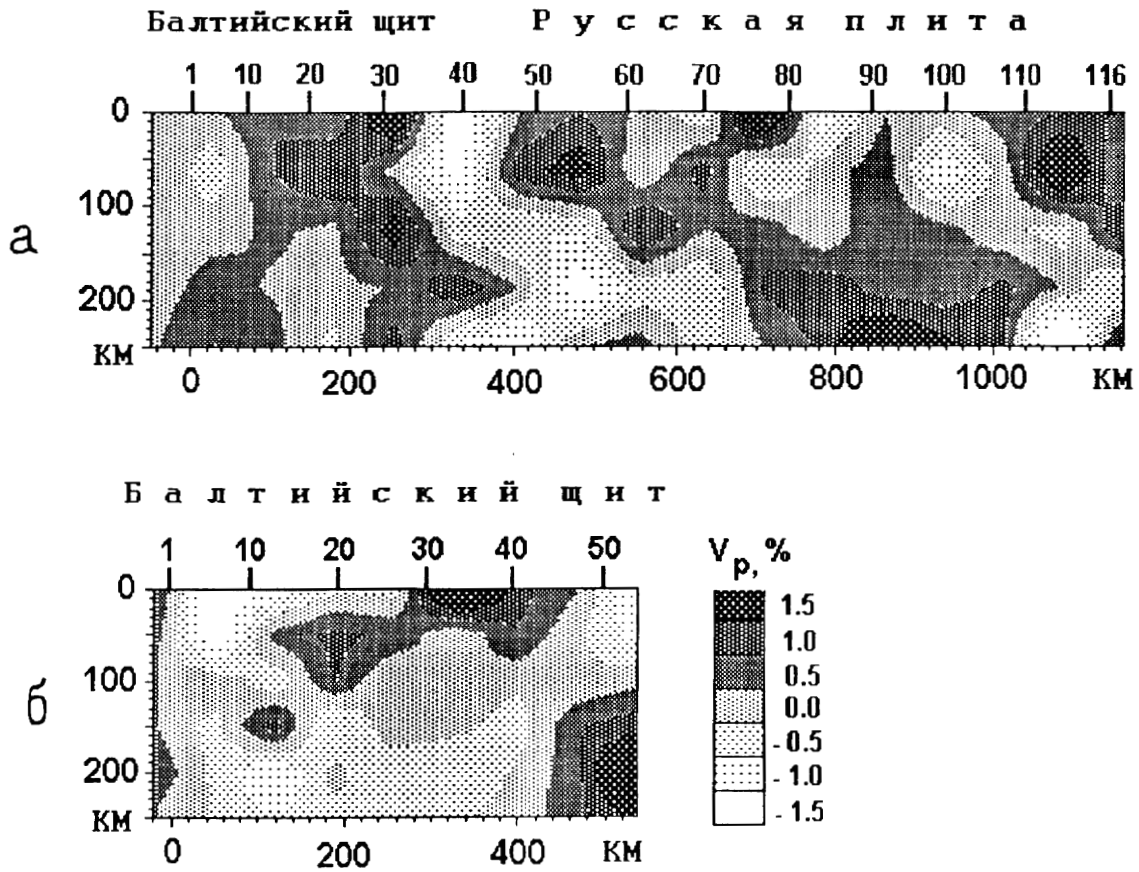 Балтийский щит Русская плита
1 10 20 30 40 50 60 70 80 90 100 110 116
0
100
200
км
а
0 200 400 600 800 1000 км
Балтийский щит
1 10 20 30 40 50
0
100
200
км
б
0 200 400 км
Vp, %
1.5
1.0
0.5
0.0
-0.5
-1.0
-1.5